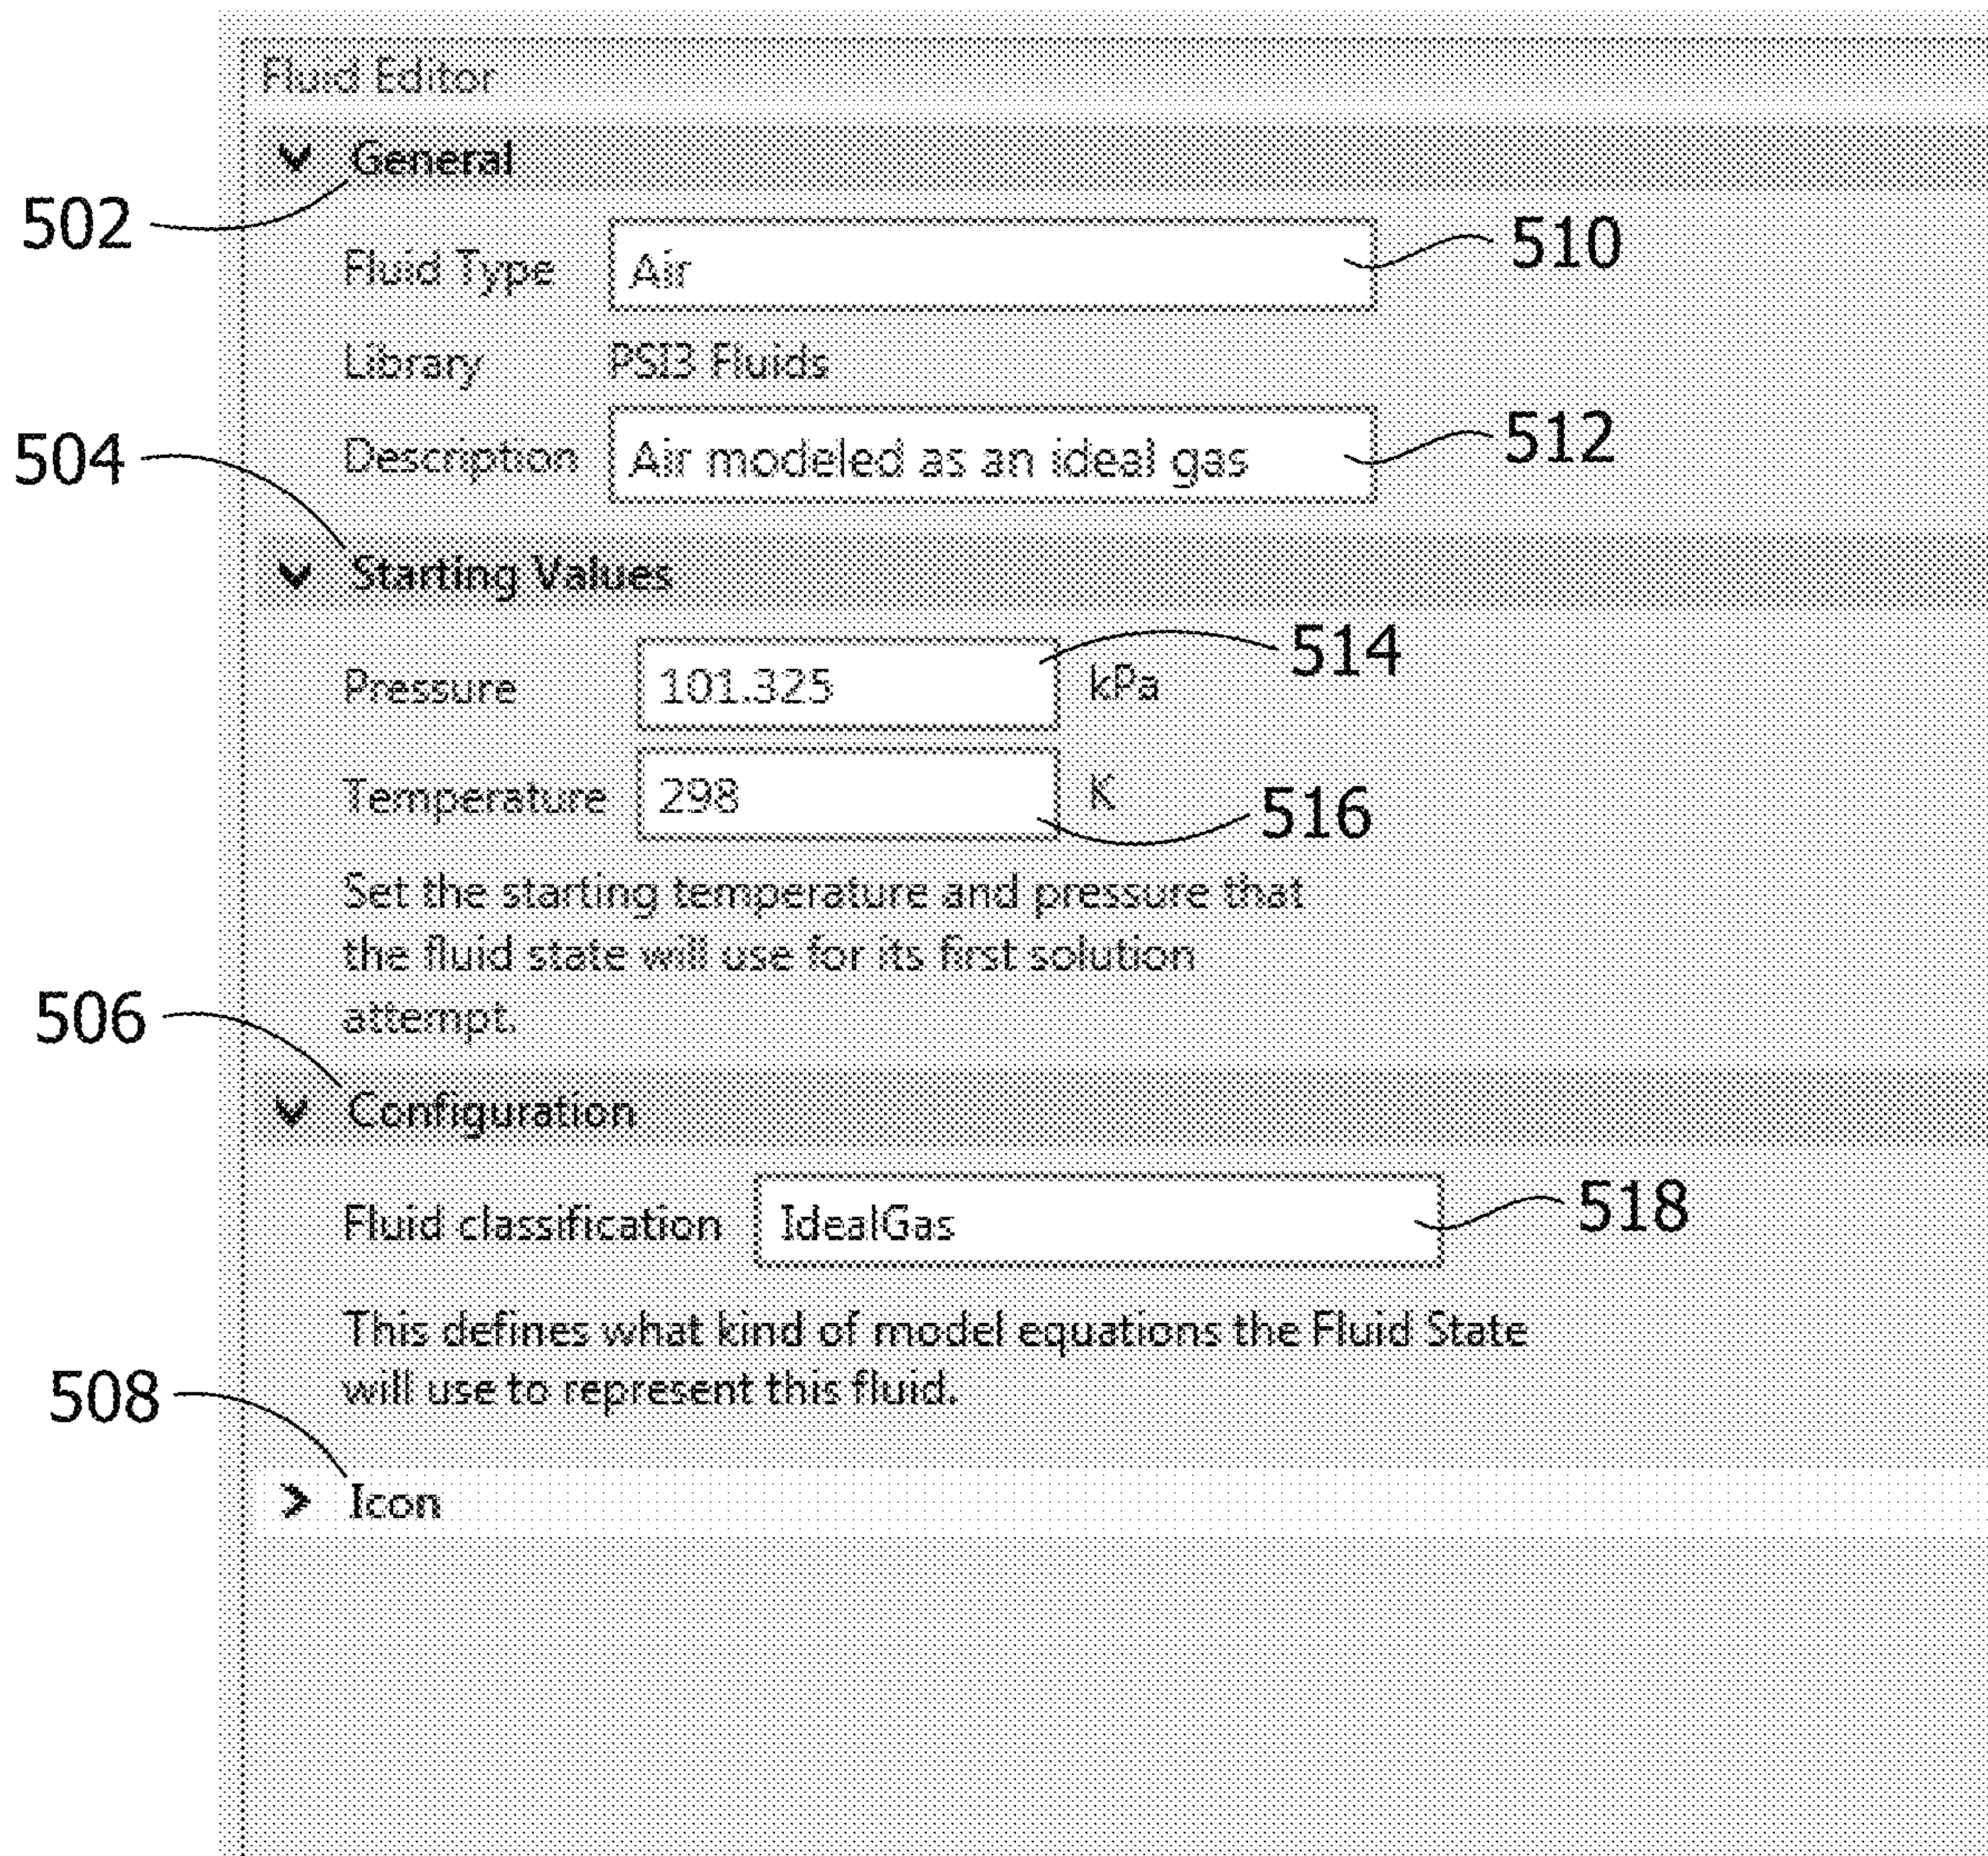 Fluid Editor
General
502
Fluid Type Air 510
Library PSI3 Fluids
Description Air modeled as an ideal gas 512
504
Starting Values
Pressure 101.325 kPa 514
Temperature 298 K 516
Set the starting temperature and pressure that
the fluid state will use for its first solution
attempt.
506
Configuration
Fluid classification IdealGas 518
This defines what kind of model equations the Fluid State
will use to represent this fluid.
508
Icon